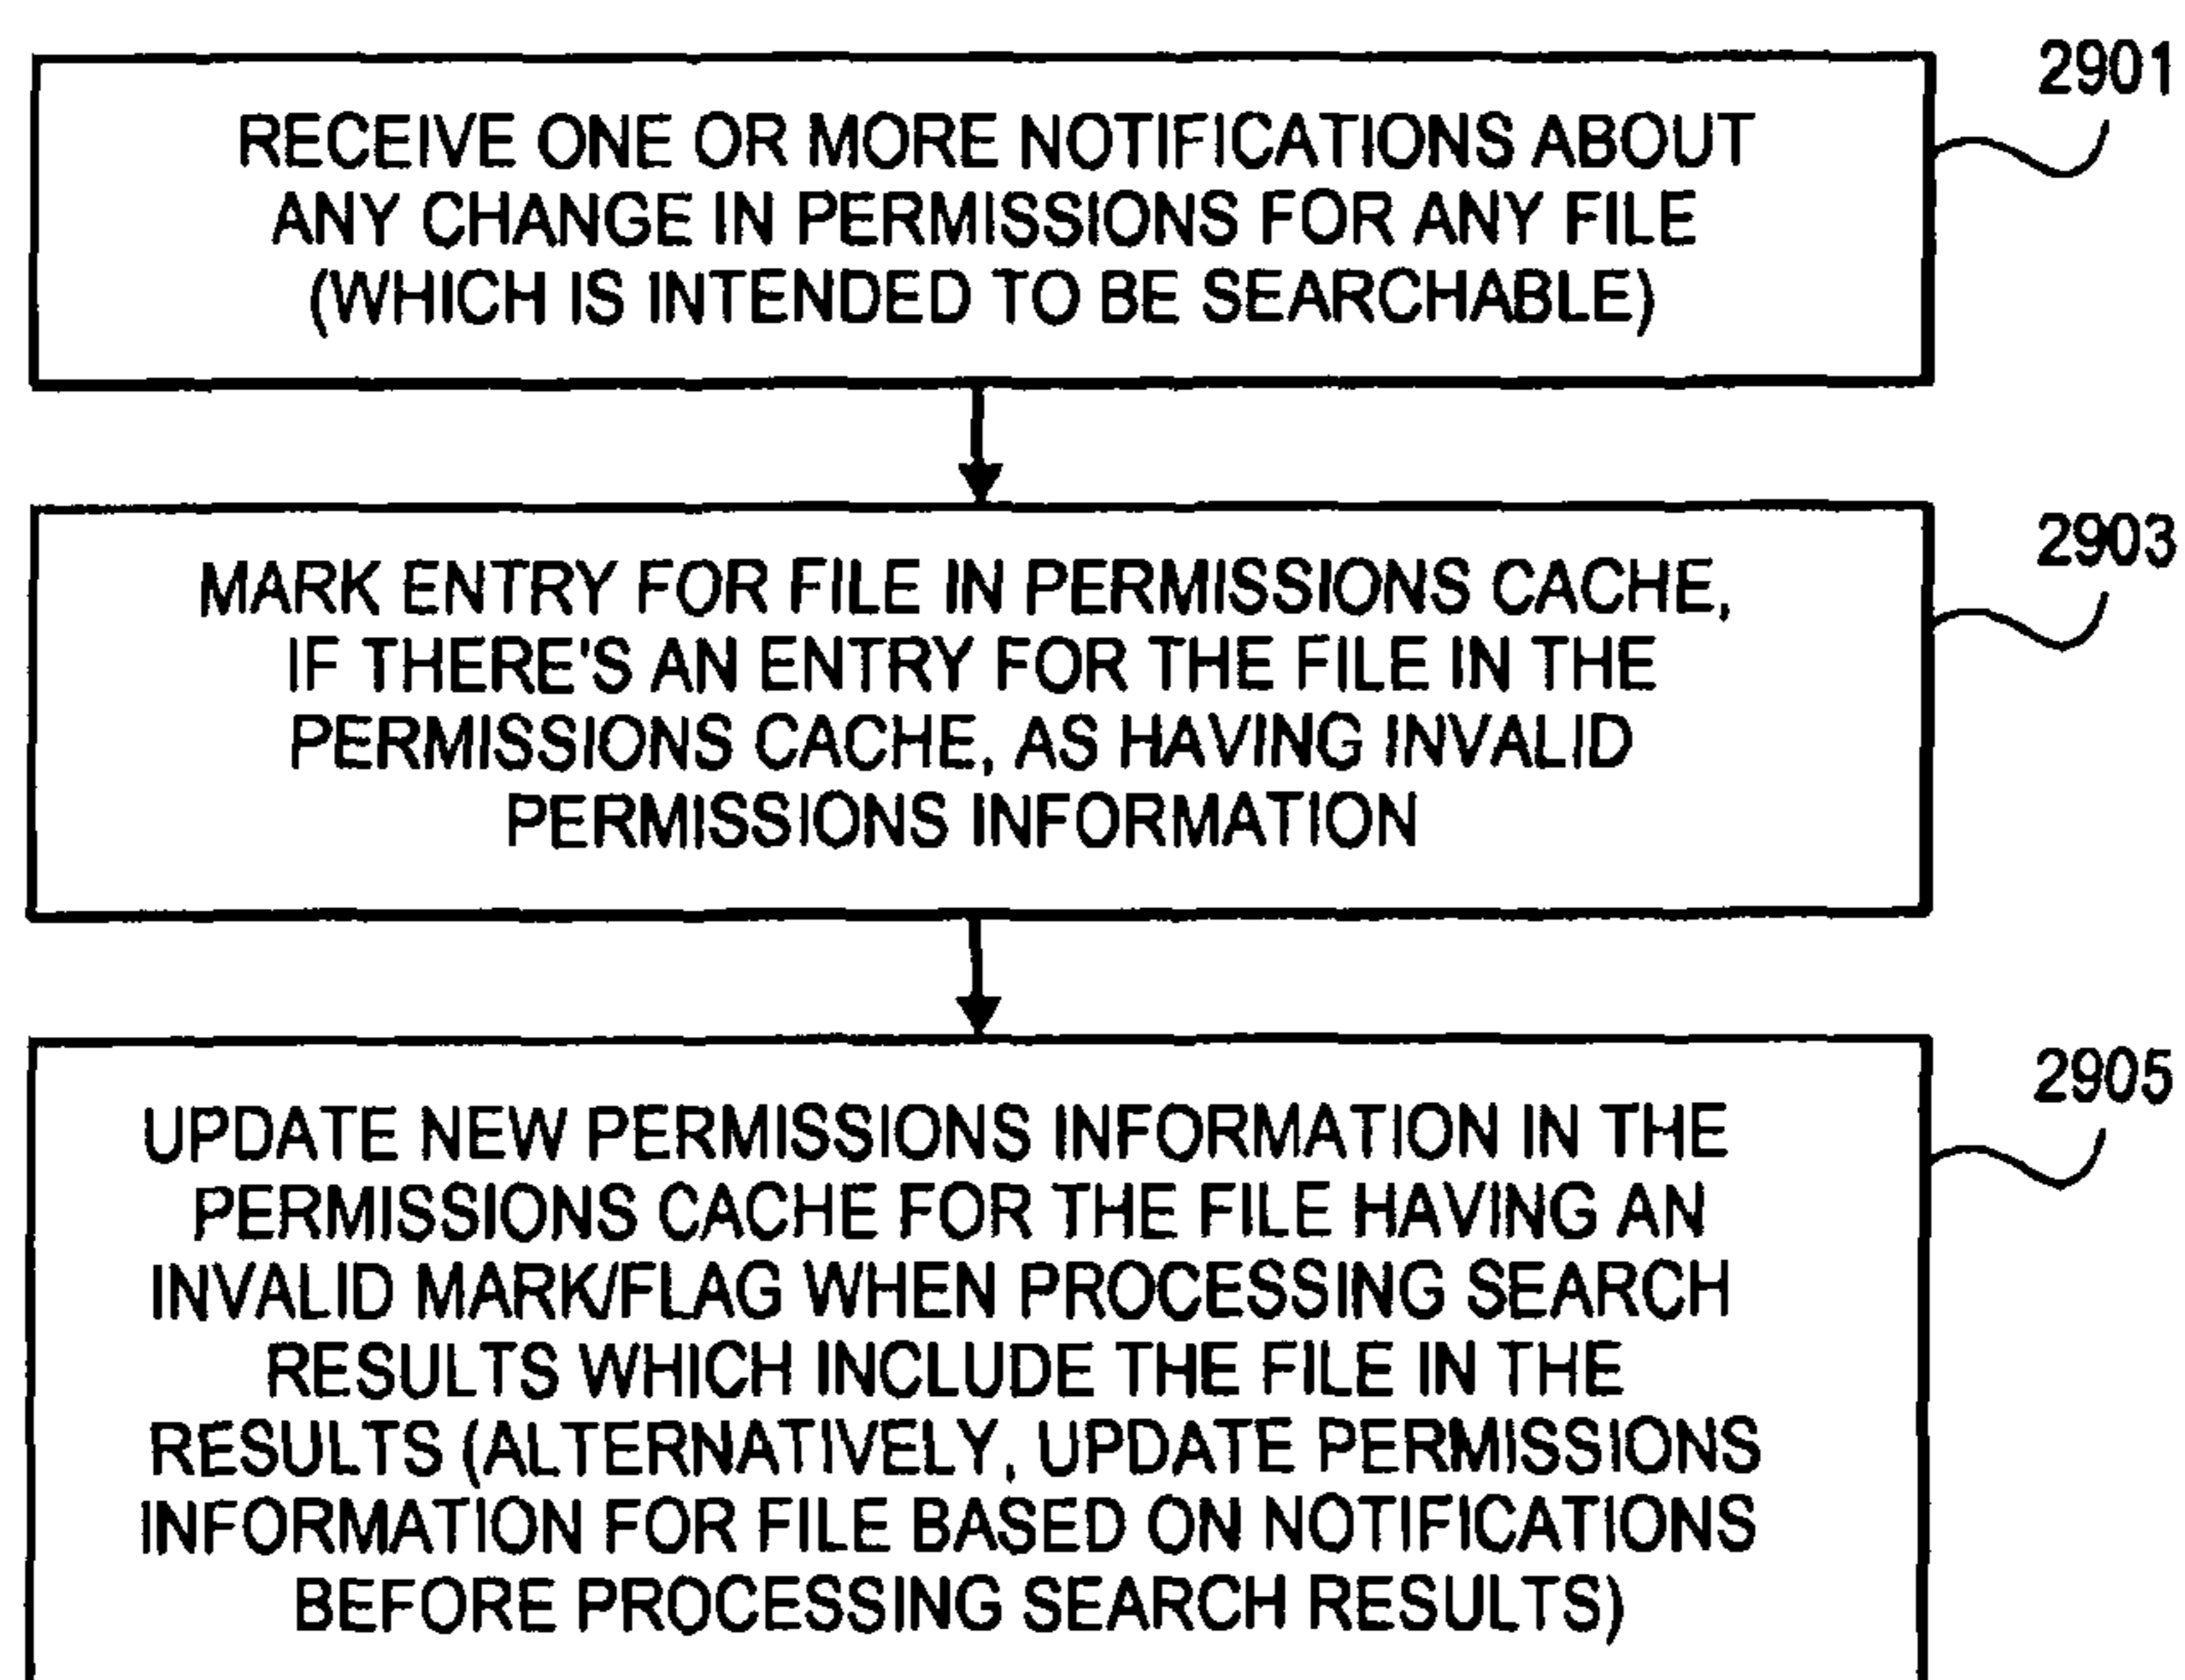 2901
RECEIVE ONE OR MORE NOTIFICATIONS ABOUT
ANY CHANGE IN PERMISSIONS FOR ANY FILE
(WHICH IS INTENDED TO BE SEARCHABLE)
2903
MARK ENTRY FOR FILE IN PERMISSIONS CACHE,
IF THERE'S AN ENTRY FOR THE FILE IN THE
PERMISSIONS CACHE, AS HAVING INVALID
PERMISSIONS INFORMATION
2905
UPDATE NEW PERMISSIONS INFORMATION IN THE
PERMISSIONS CACHE FOR THE FILE HAVING AN
INVALID MARK/FLAG WHEN PROCESSING SEARCH
RESULTS WHICH INCLUDE THE FILE IN THE
RESULTS (ALTERNATIVELY, UPDATE PERMISSIONS
INFORMATION FOR FILE BASED ON NOTIFICATIONS
BEFORE PROCESSING SEARCH RESULTS)